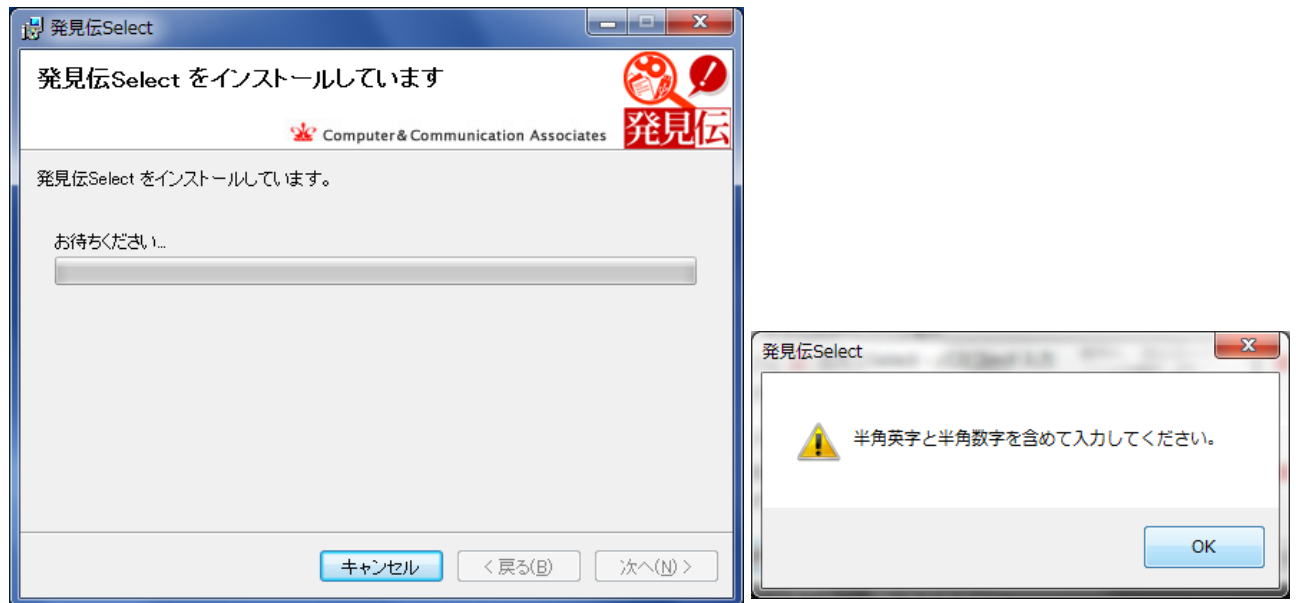 発見伝Select
発見伝Select をインストールしています
Computer & Communication Associates
発見伝
発見伝Select をインストールしています。
お待ちください...
キャンセル
< 戻る(B)
次へ(N) >
発見伝Select
半角英字と半角数字を含めて入力してください。
OK